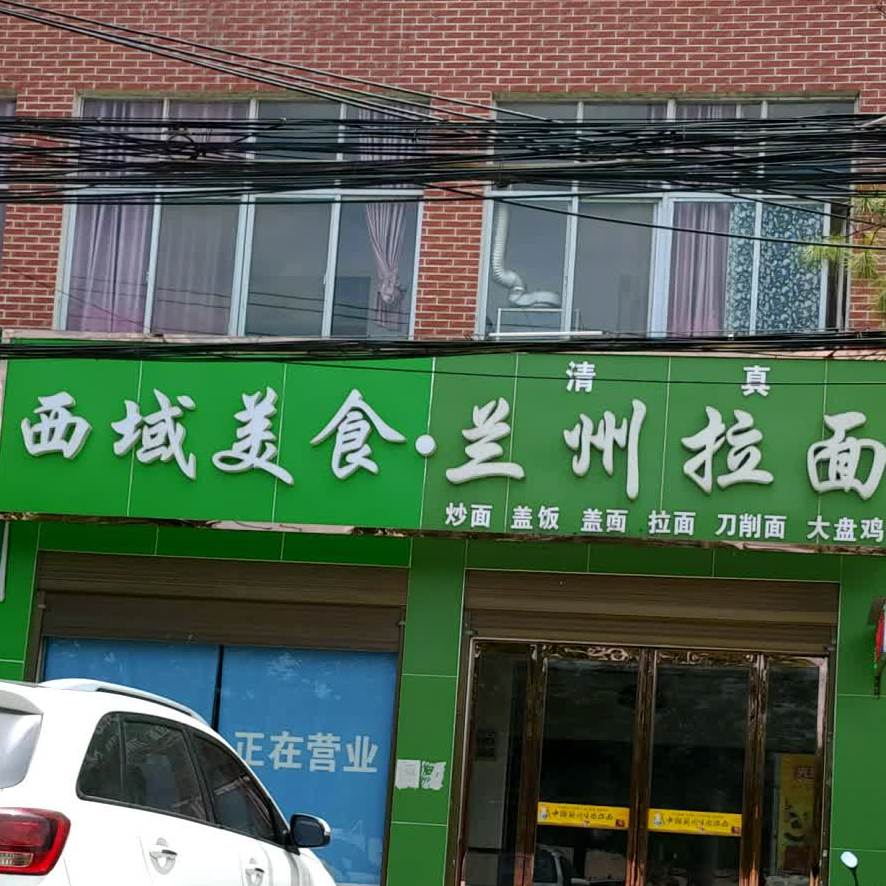 清真
西域美食·兰州拉面
炒面 盖饭 盖面 拉面 刀削面 大盘鸡
正在营业